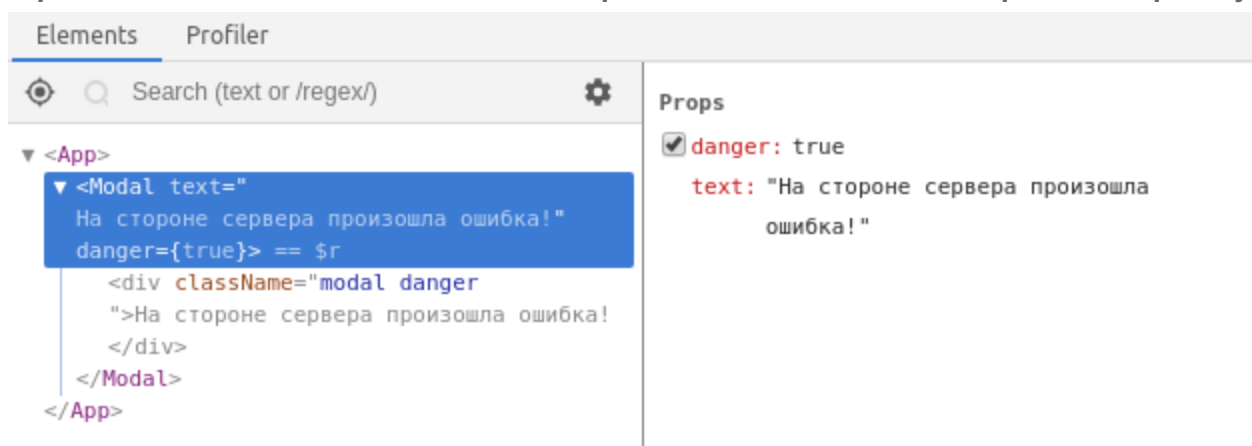 Elements Profiler
Search (text or /regex/)
▼ <App>
▼ <Modal text="
На стороне сервера произошла ошибка!"
danger={true}> == $r
<div className="modal danger
">На стороне сервера произошла ошибка!
</div>
</Modal>
</App>
Props
danger: true
text: "На стороне сервера произошла
ошибка!"